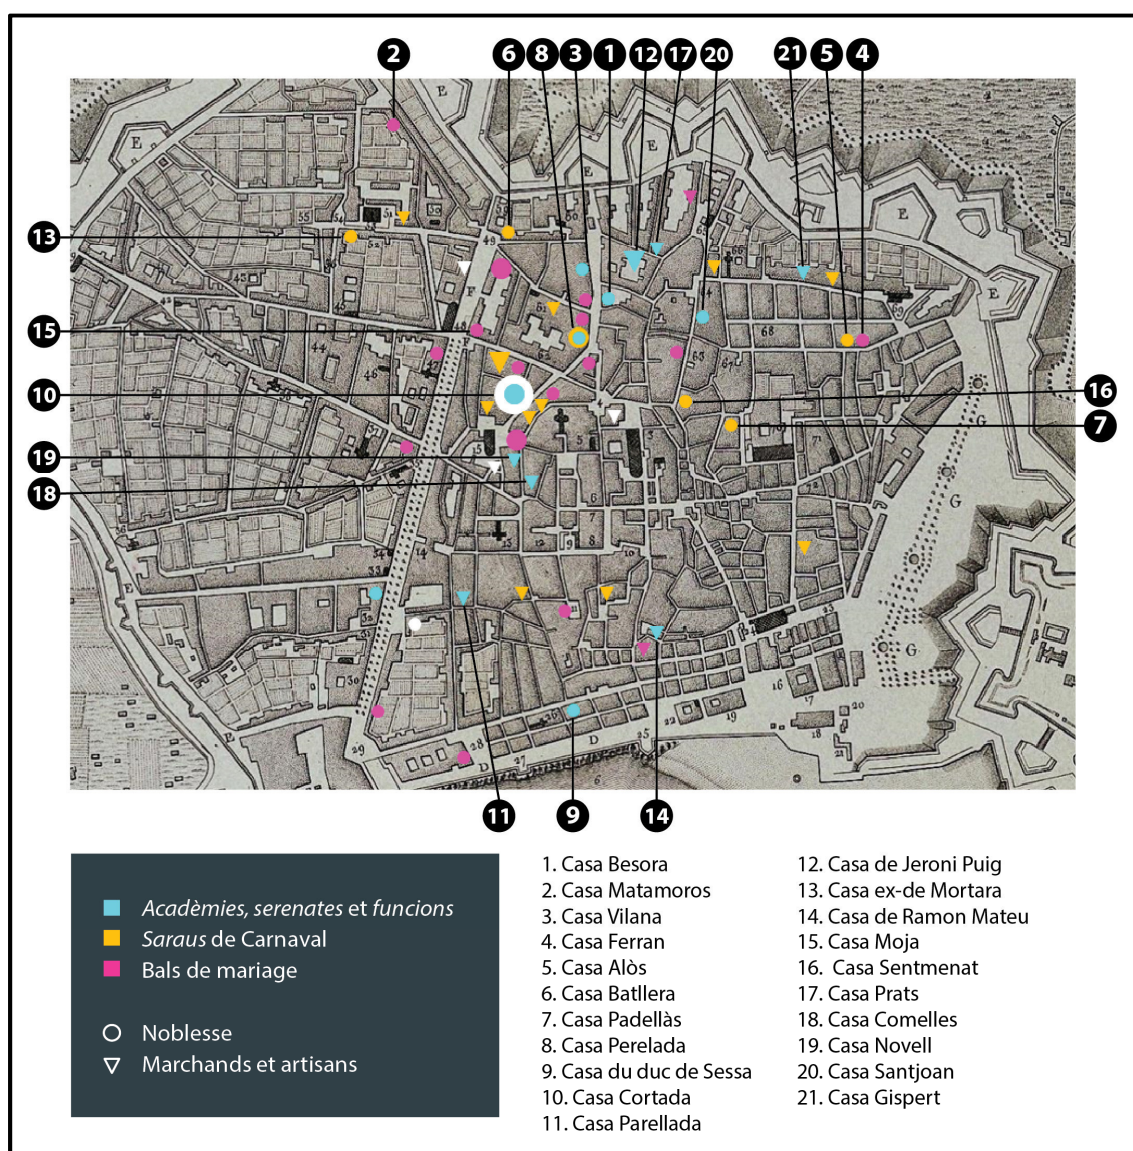 2
6
8
3
1
12
17
20
21
5
4
13
15
10
19
18
16
7
11
9
14
E
E
E
E
E
E
E
F
G
G
G
D
D
Acadèmies, serenates et funcions
Saraus de Carnaval
Bals de mariage
Noblesse
Marchands et artisans
1. Casa Besora
2. Casa Matamoros
3. Casa Vilana
4. Casa Ferran
5. Casa Alòs
6. Casa Batllera
7. Casa Padellàs
8. Casa Perelada
9. Casa du duc de Sessa
10. Casa Cortada
11. Casa Parellada
12. Casa de Jeroni Puig
13. Casa ex-de Mortara
14. Casa de Ramon Mateu
15. Casa Moja
16. Casa Sentmenat
17. Casa Prats
18. Casa Comelles
19. Casa Novell
20. Casa Santjoan
21. Casa Gispert